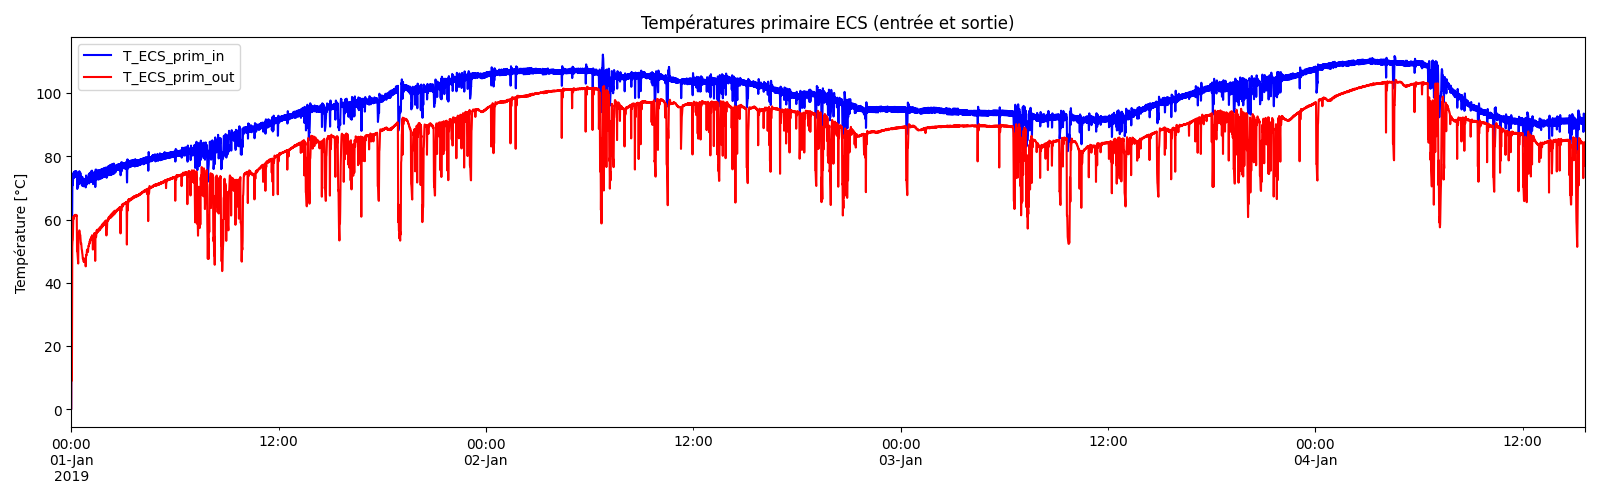 Températures primaire ECS (entrée et sortie)
T_ECS_prim_in
T_ECS_prim_out
Température [°C]
100
80
60
40
20
0
00:00
01-Jan
2019
12:00
00:00
02-Jan
12:00
00:00
03-Jan
12:00
00:00
04-Jan
12:00